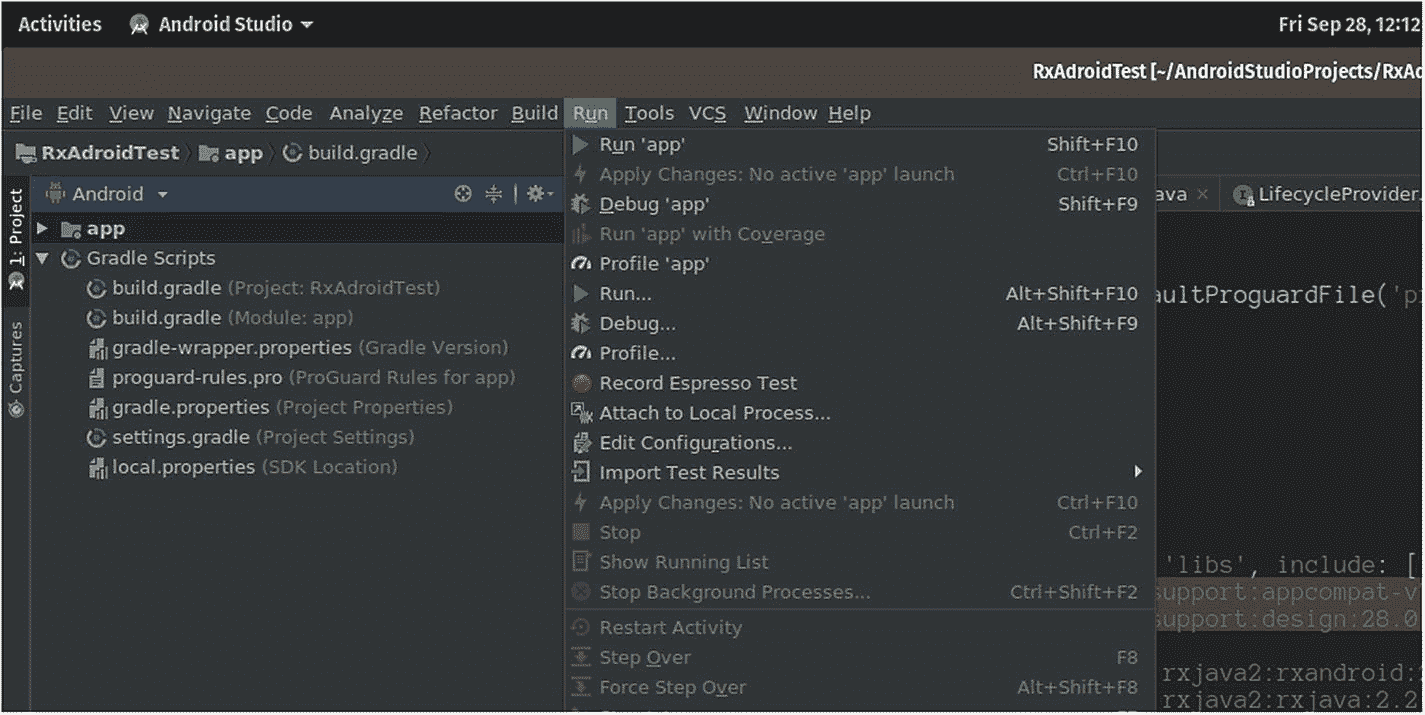 Activities Android Studio Fri Sep 28, 12:12
RxAdroidTest [~/AndroidStudioProjects/RxAd
File Edit View Navigate Code Analyze Refactor Build Run Tools VCS Window Help
RxAdroidTest app build.gradle
Android
1: Project
Captures
app
Gradle Scripts
build.gradle (Project: RxAdroidTest)
build.gradle (Module: app)
gradle-wrapper.properties (Gradle Version)
proguard-rules.pro (ProGuard Rules for app)
gradle.properties (Project Properties)
settings.gradle (Project Settings)
local.properties (SDK Location)
Run 'app' Shift+F10
Apply Changes: No active 'app' launch Ctrl+F10
Debug 'app' Shift+F9
Run 'app' with Coverage
Profile 'app'
Run... Alt+Shift+F10
Debug... Alt+Shift+F9
Profile...
Record Espresso Test
Attach to Local Process...
Edit Configurations...
Import Test Results
Apply Changes: No active 'app' launch Ctrl+F10
Stop Ctrl+F2
Show Running List
Stop Background Processes... Ctrl+Shift+F2
Restart Activity
Step Over F8
Force Step Over Alt+Shift+F8
ava LifecycleProvider.
aultProguardFile('p
'libs', include: [
support:appcompat-v
support:design:28.0
rxjava2:rxandroid:
rxjava2:rxjava:2.2